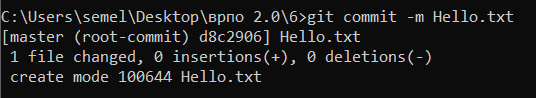 C:\Users\semel\Desktop\врпо 2.0\6>git commit -m Hello.txt
[master (root-commit) d8c2906] Hello.txt
 1 file changed, 0 insertions(+), 0 deletions(-)
 create mode 100644 Hello.txt